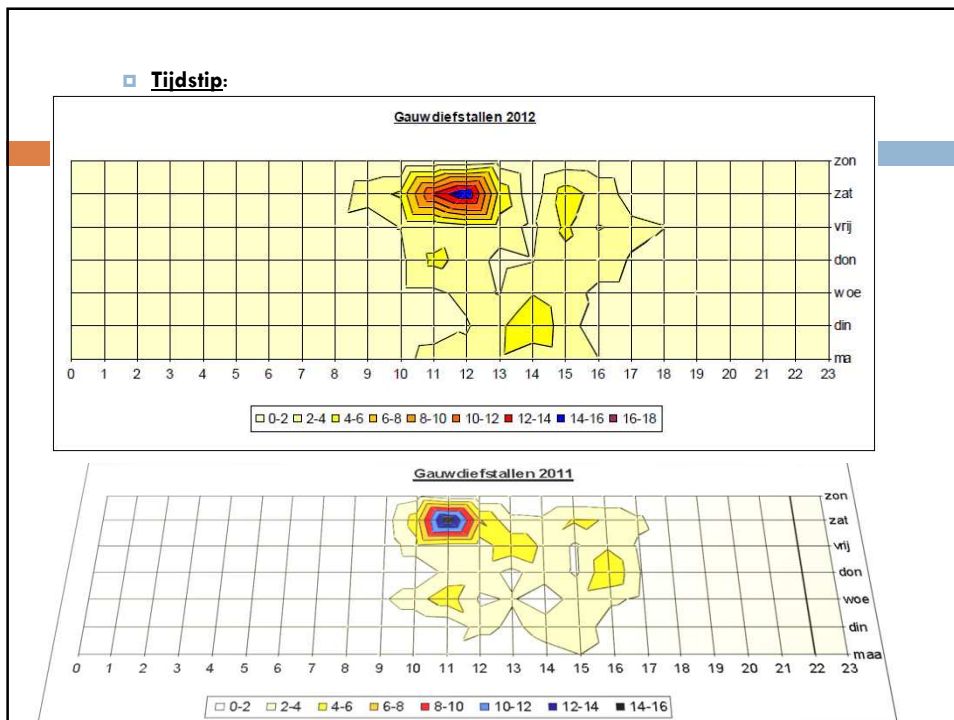 Tijdstip:
Gauwdiefstallen 2012
zon
zat
vrij
don
woe
din
ma
0 1 2 3 4 5 6 7 8 9 10 11 12 13 14 15 16 17 18 19 20 21 22 23
0-2 2-4 4-6 6-8 8-10 10-12 12-14 14-16 16-18
Gauwdiefstallen 2011
zon
zat
vrij
don
woe
din
maa
0 1 2 3 4 5 6 7 8 9 10 11 12 13 14 15 16 17 18 19 20 21 22 23
0-2 2-4 4-6 6-8 8-10 10-12 12-14 14-16